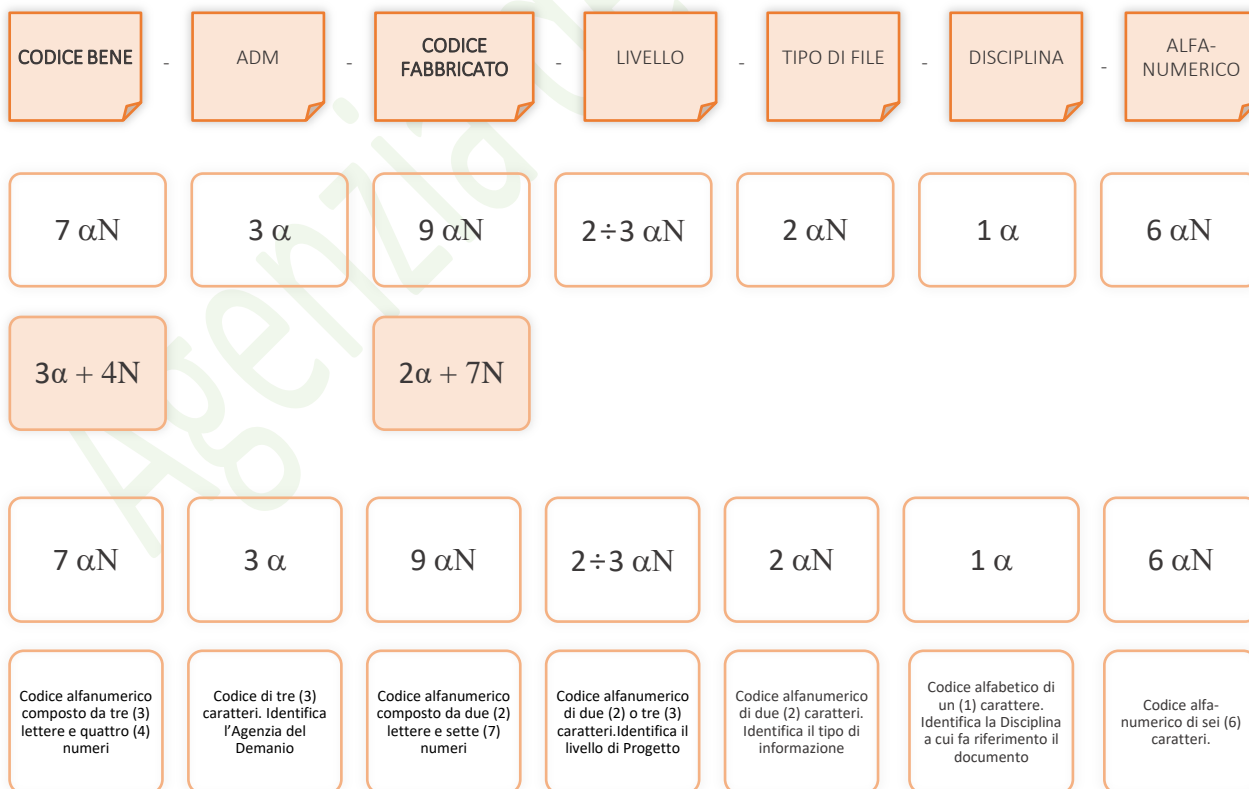 CODICE BENE - ADM - CODICE FABBRICATO - LIVELLO - TIPO DI FILE - DISCIPLINA - ALFA-NUMERICO
7 αN 3 α 9 αN 2÷3 αN 2 αN 1 α 6 αN
3α + 4N 2α + 7N
7 αN 3 α 9 αN 2÷3 αN 2 αN 1 α 6 αN
Codice alfanumerico
composto da tre (3)
lettere e quattro (4)
numeri
Codice di tre (3)
caratteri. Identifica
l'Agenzia del
Demanio
Codice alfanumerico
composto da due (2)
lettere e sette (7)
numeri
Codice alfanumerico
di due (2) o tre (3)
caratteri.Identifica il
livello di Progetto
Codice alfanumerico
di due (2) caratteri.
Identifica il tipo di
informazione
Codice alfabetico di
un (1) carattere.
Identifica la Disciplina
a cui fa riferimento il
documento
Codice alfa-
numerico di sei (6)
caratteri.
Agenzia